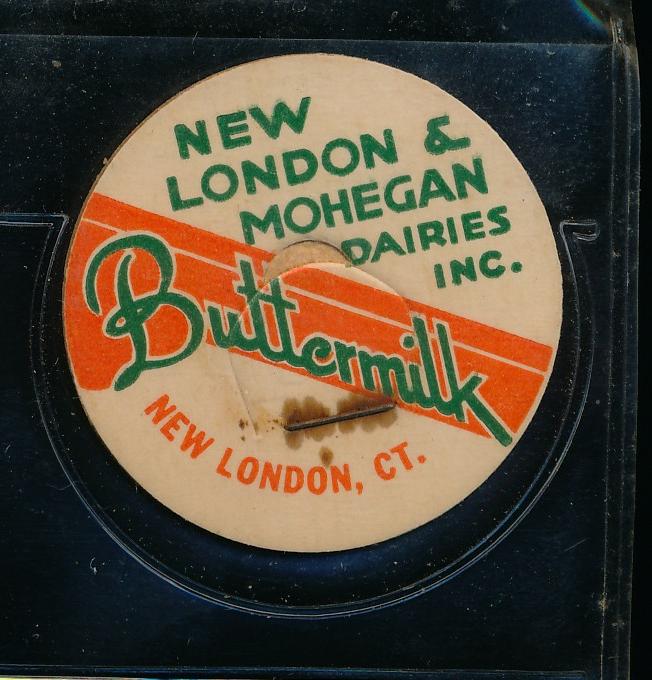 NEW
LONDON &
MOHEGAN
DAIRIES
INC.
Buttermilk
NEW LONDON, CT.